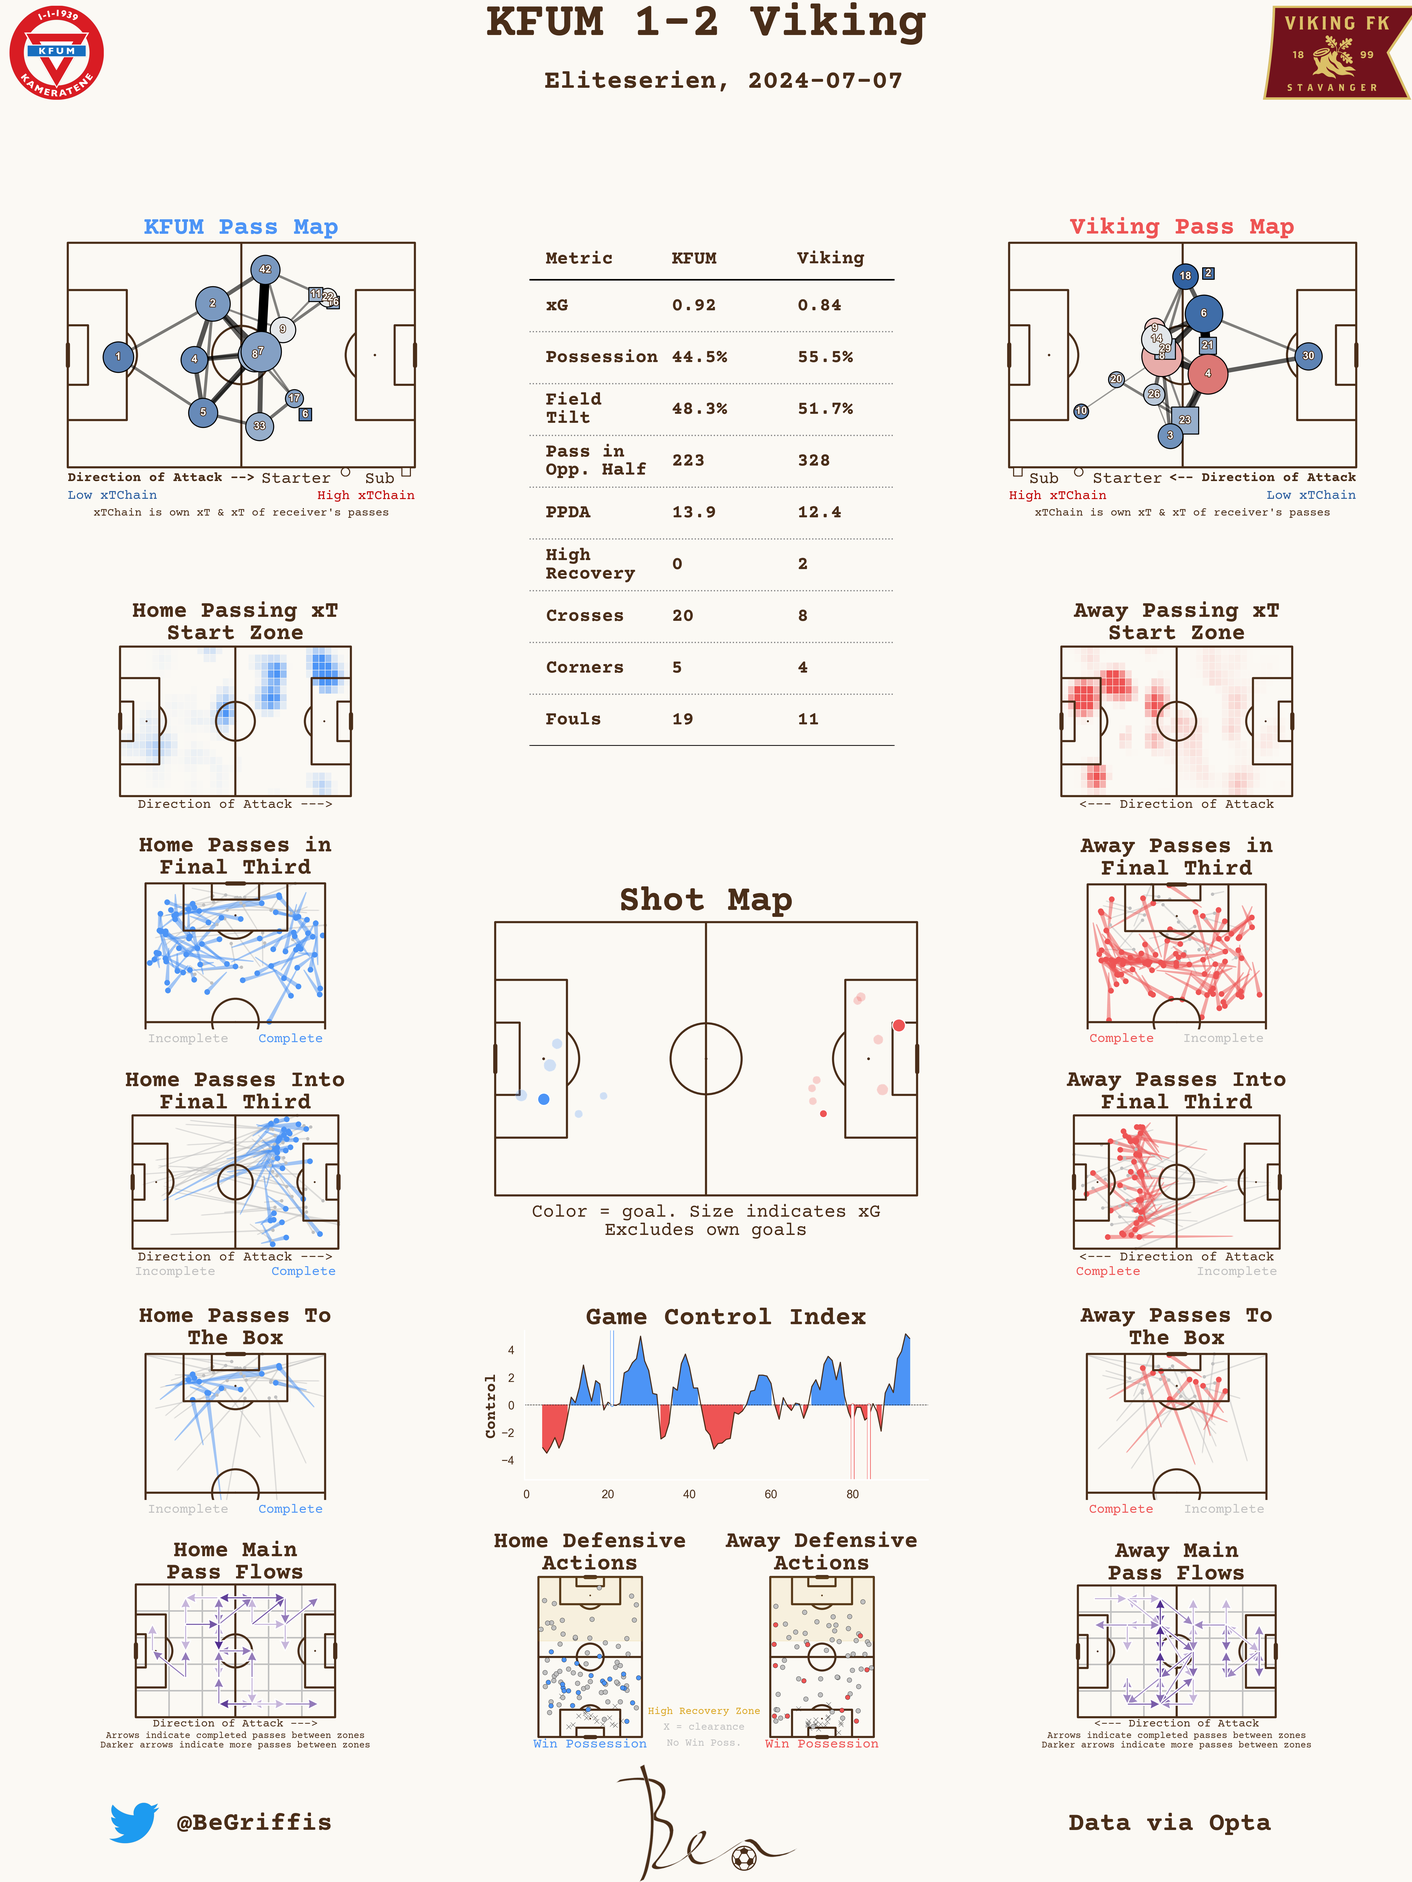 KFUM 1-2 Viking
Eliteserien, 2024-07-07
1-1-1939
KFUM
KAMERATENE
VIKING FK
18 99
STAVANGER
KFUM Pass Map
42
2
11
22
9
1
4
8
7
5
17
6
33
Direction of Attack --> Starter Sub
Low xTChain High xTChain
xTChain is own xT & xT of receiver's passes
Metric KFUM Viking
xG 0.92 0.84
Possession 44.5% 55.5%
Field
Tilt 48.3% 51.7%
Pass in
Opp. Half 223 328
PPDA 13.9 12.4
High
Recovery 0 2
Crosses 20 8
Corners 5 4
Fouls 19 11
Viking Pass Map
18
2
6
9
14
29
8
21
30
4
20
26
10
23
3
Sub Starter <-- Direction of Attack
High xTChain Low xTChain
xTChain is own xT & xT of receiver's passes
Home Passing xT
Start Zone
Direction of Attack --->
Away Passing xT
Start Zone
<--- Direction of Attack
Home Passes in
Final Third
Incomplete Complete
Away Passes in
Final Third
Complete Incomplete
Shot Map
Color = goal. Size indicates xG
Excludes own goals
Home Passes Into
Final Third
Direction of Attack --->
Incomplete Complete
Away Passes Into
Final Third
<--- Direction of Attack
Complete Incomplete
Home Passes To
The Box
Incomplete Complete
Game Control Index
Control
4
2
0
−2
−4
0 20 40 60 80
Away Passes To
The Box
Complete Incomplete
Home Main
Pass Flows
Direction of Attack --->
Arrows indicate completed passes between zones
Darker arrows indicate more passes between zones
Home Defensive
Actions
Win Possession
Away Defensive
Actions
Win Possession
High Recovery Zone
X = clearance
No Win Poss.
Away Main
Pass Flows
<--- Direction of Attack
Arrows indicate completed passes between zones
Darker arrows indicate more passes between zones
@BeGriffis
Ben
Data via Opta